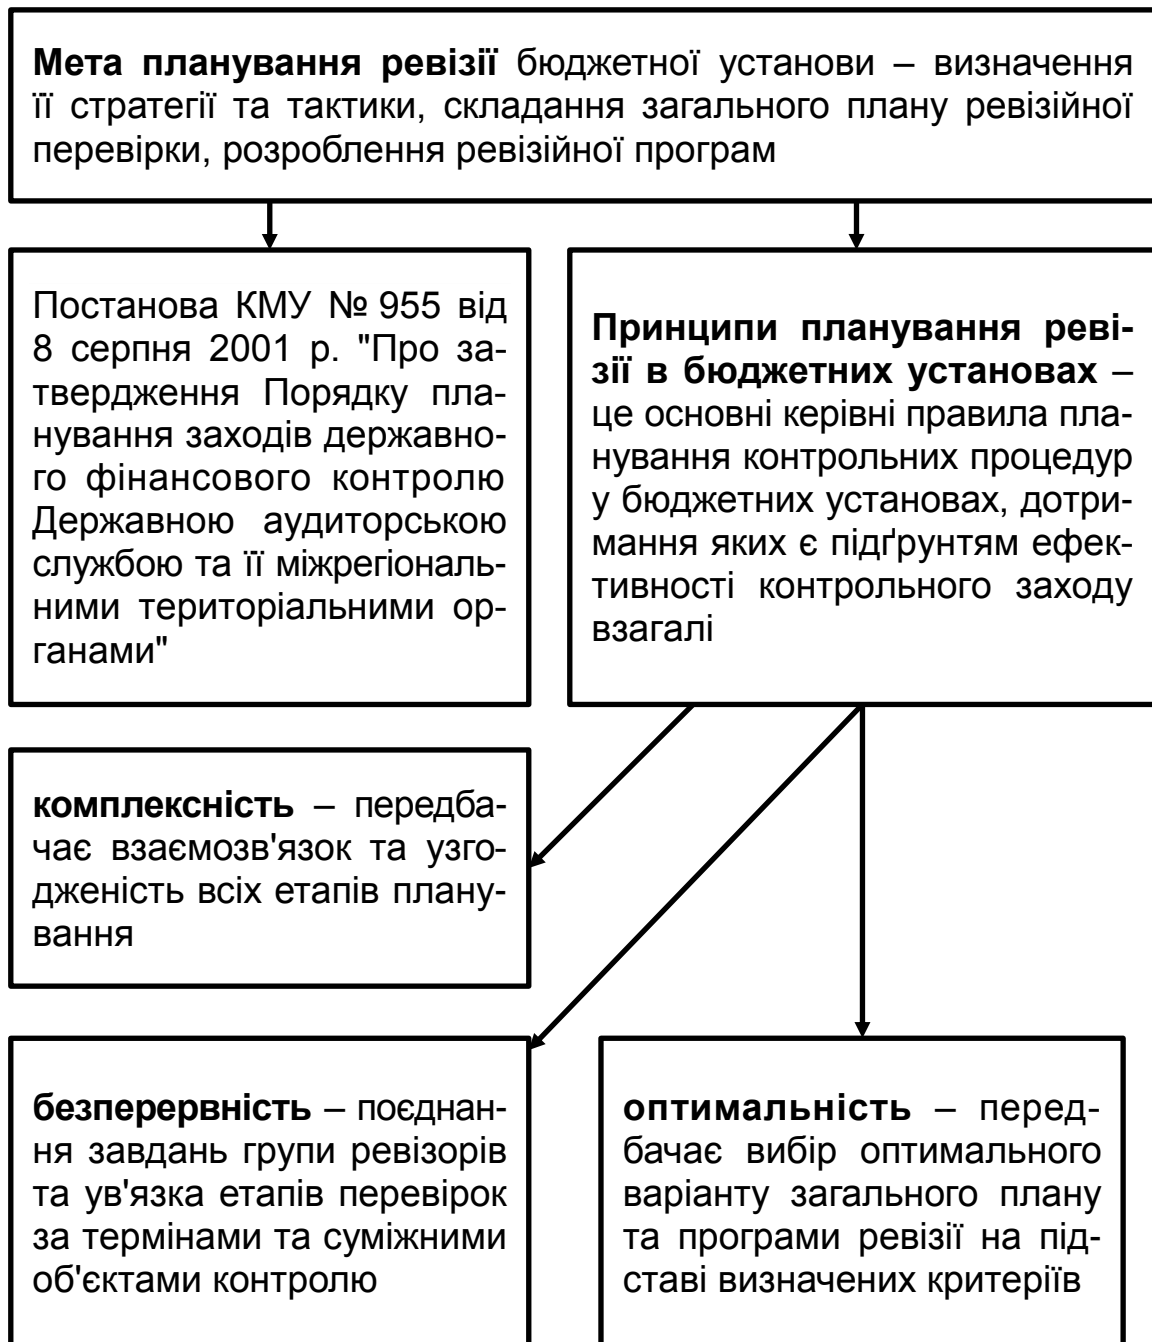 Мета планування ревізії бюджетної установи – визначення
її стратегії та тактики, складання загального плану ревізійної
перевірки, розроблення ревізійної програм
Постанова КМУ № 955 від
8 серпня 2001 р. "Про за-
твердження Порядку пла-
нування заходів державно-
го фінансового контролю
Державною аудиторською
службою та її міжрегіональ-
ними територіальними ор-
ганами"
Принципи планування реві-
зії в бюджетних установах –
це основні керівні правила пла-
нування контрольних процедур
у бюджетних установах, дотри-
мання яких є підґрунтям ефек-
тивності контрольного заходу
взагалі
комплексність – передба-
чає взаємозв'язок та узго-
дженість всіх етапів плану-
вання
безперервність – поєднан-
ня завдань групи ревізорів
та ув'язка етапів перевірок
за термінами та суміжними
об'єктами контролю
оптимальність – перед-
бачає вибір оптимального
варіанту загального плану
та програми ревізії на під-
ставі визначених критеріїв